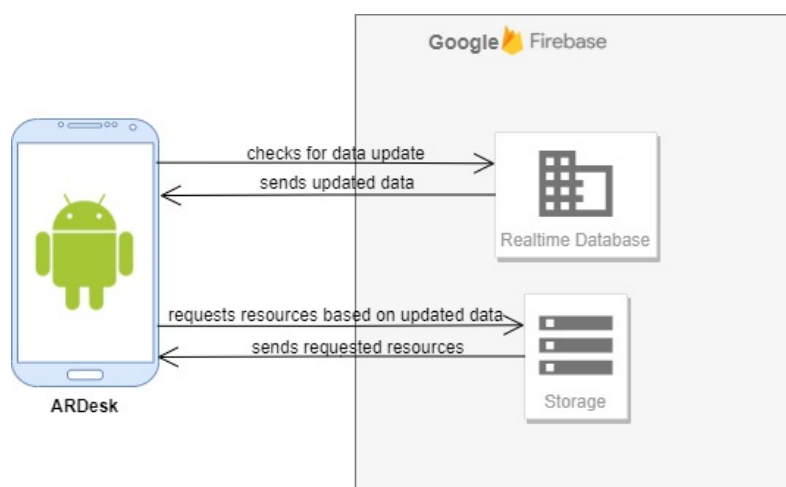 Google Firebase
checks for data update
sends updated data
Realtime Database
requests resources based on updated data
sends requested resources
Storage
ARDesk